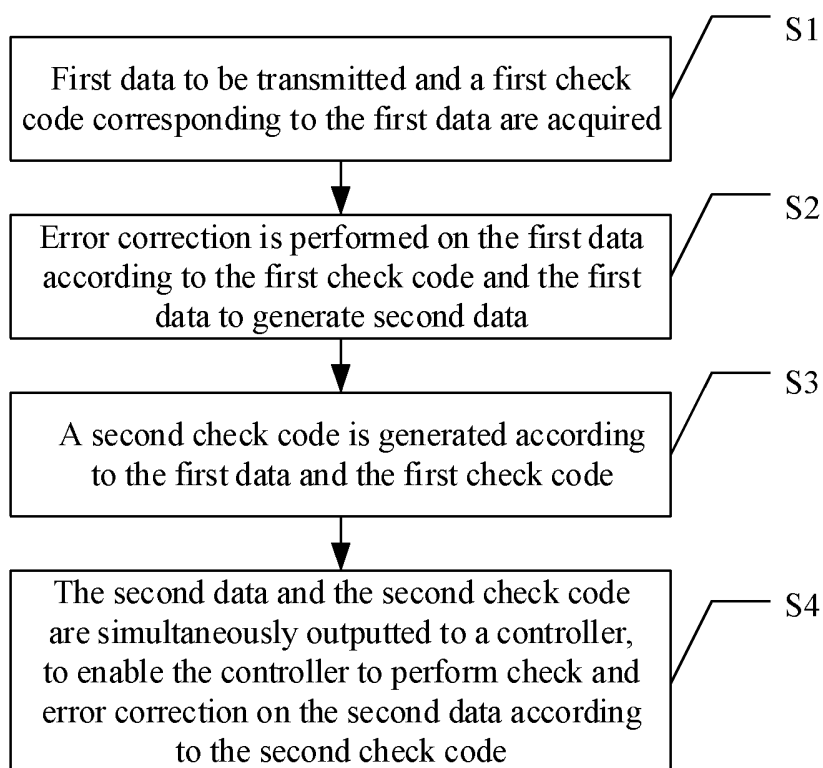 S1
First data to be transmitted and a first check
code corresponding to the first data are acquired
S2
Error correction is performed on the first data
according to the first check code and the first
data to generate second data
S3
A second check code is generated according
to the first data and the first check code
S4
The second data and the second check code
are simultaneously outputted to a controller,
to enable the controller to perform check and
error correction on the second data according
to the second check code